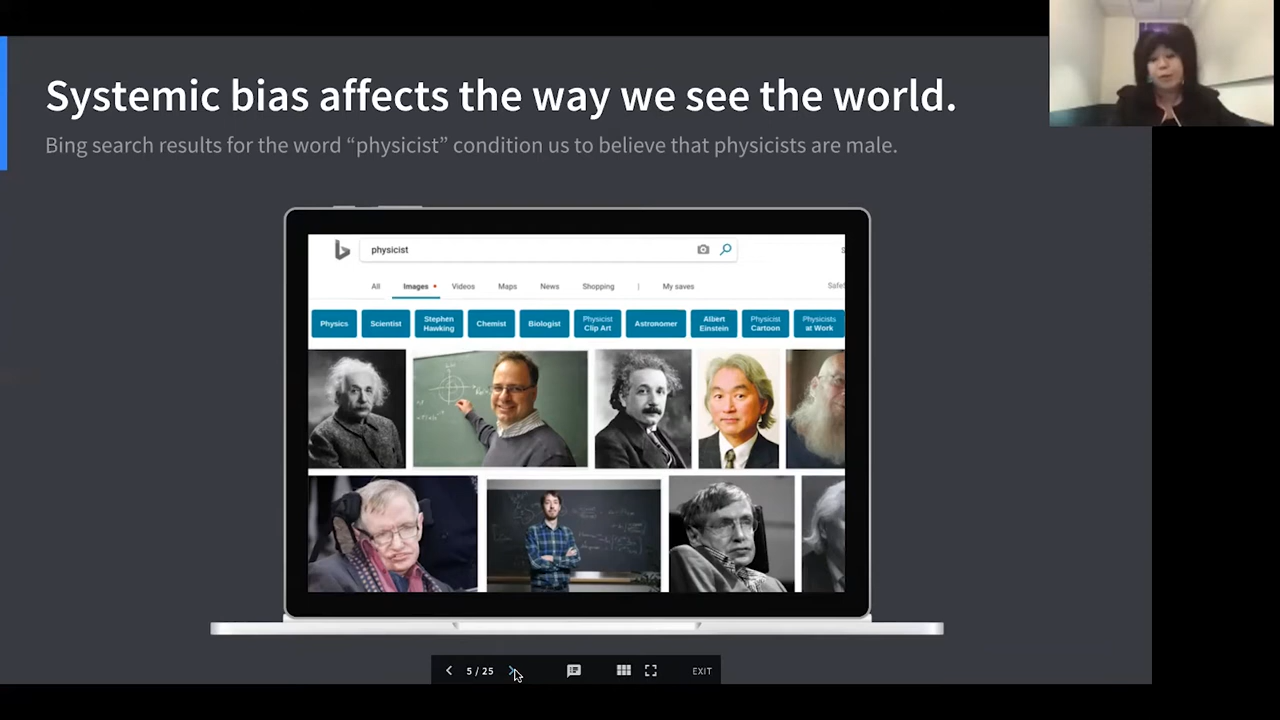 Systemic bias affects the way we see the world.
Bing search results for the word “physicist” condition us to believe that physicists are male.
physicist
All Images Videos Maps News Shopping | My saves
Physics Scientist Stephen Hawking Chemist Biologist Physicist Clip Art Astronomer Albert Einstein Physicist Cartoon Physicists at Work
5 / 25 EXIT